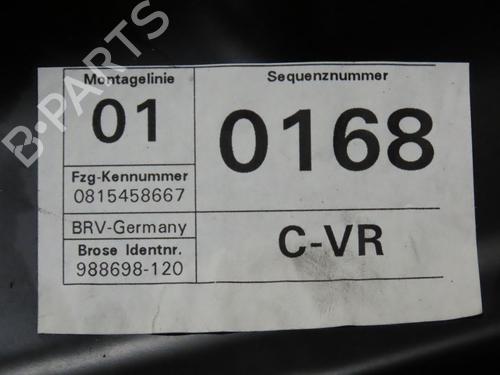 B-PARTS
Montagelinie
01
Sequenznummer
0168
Fzg-Kennummer
0815458667
BRV-Germany
Brose Identnr.
988698-120
C-VR